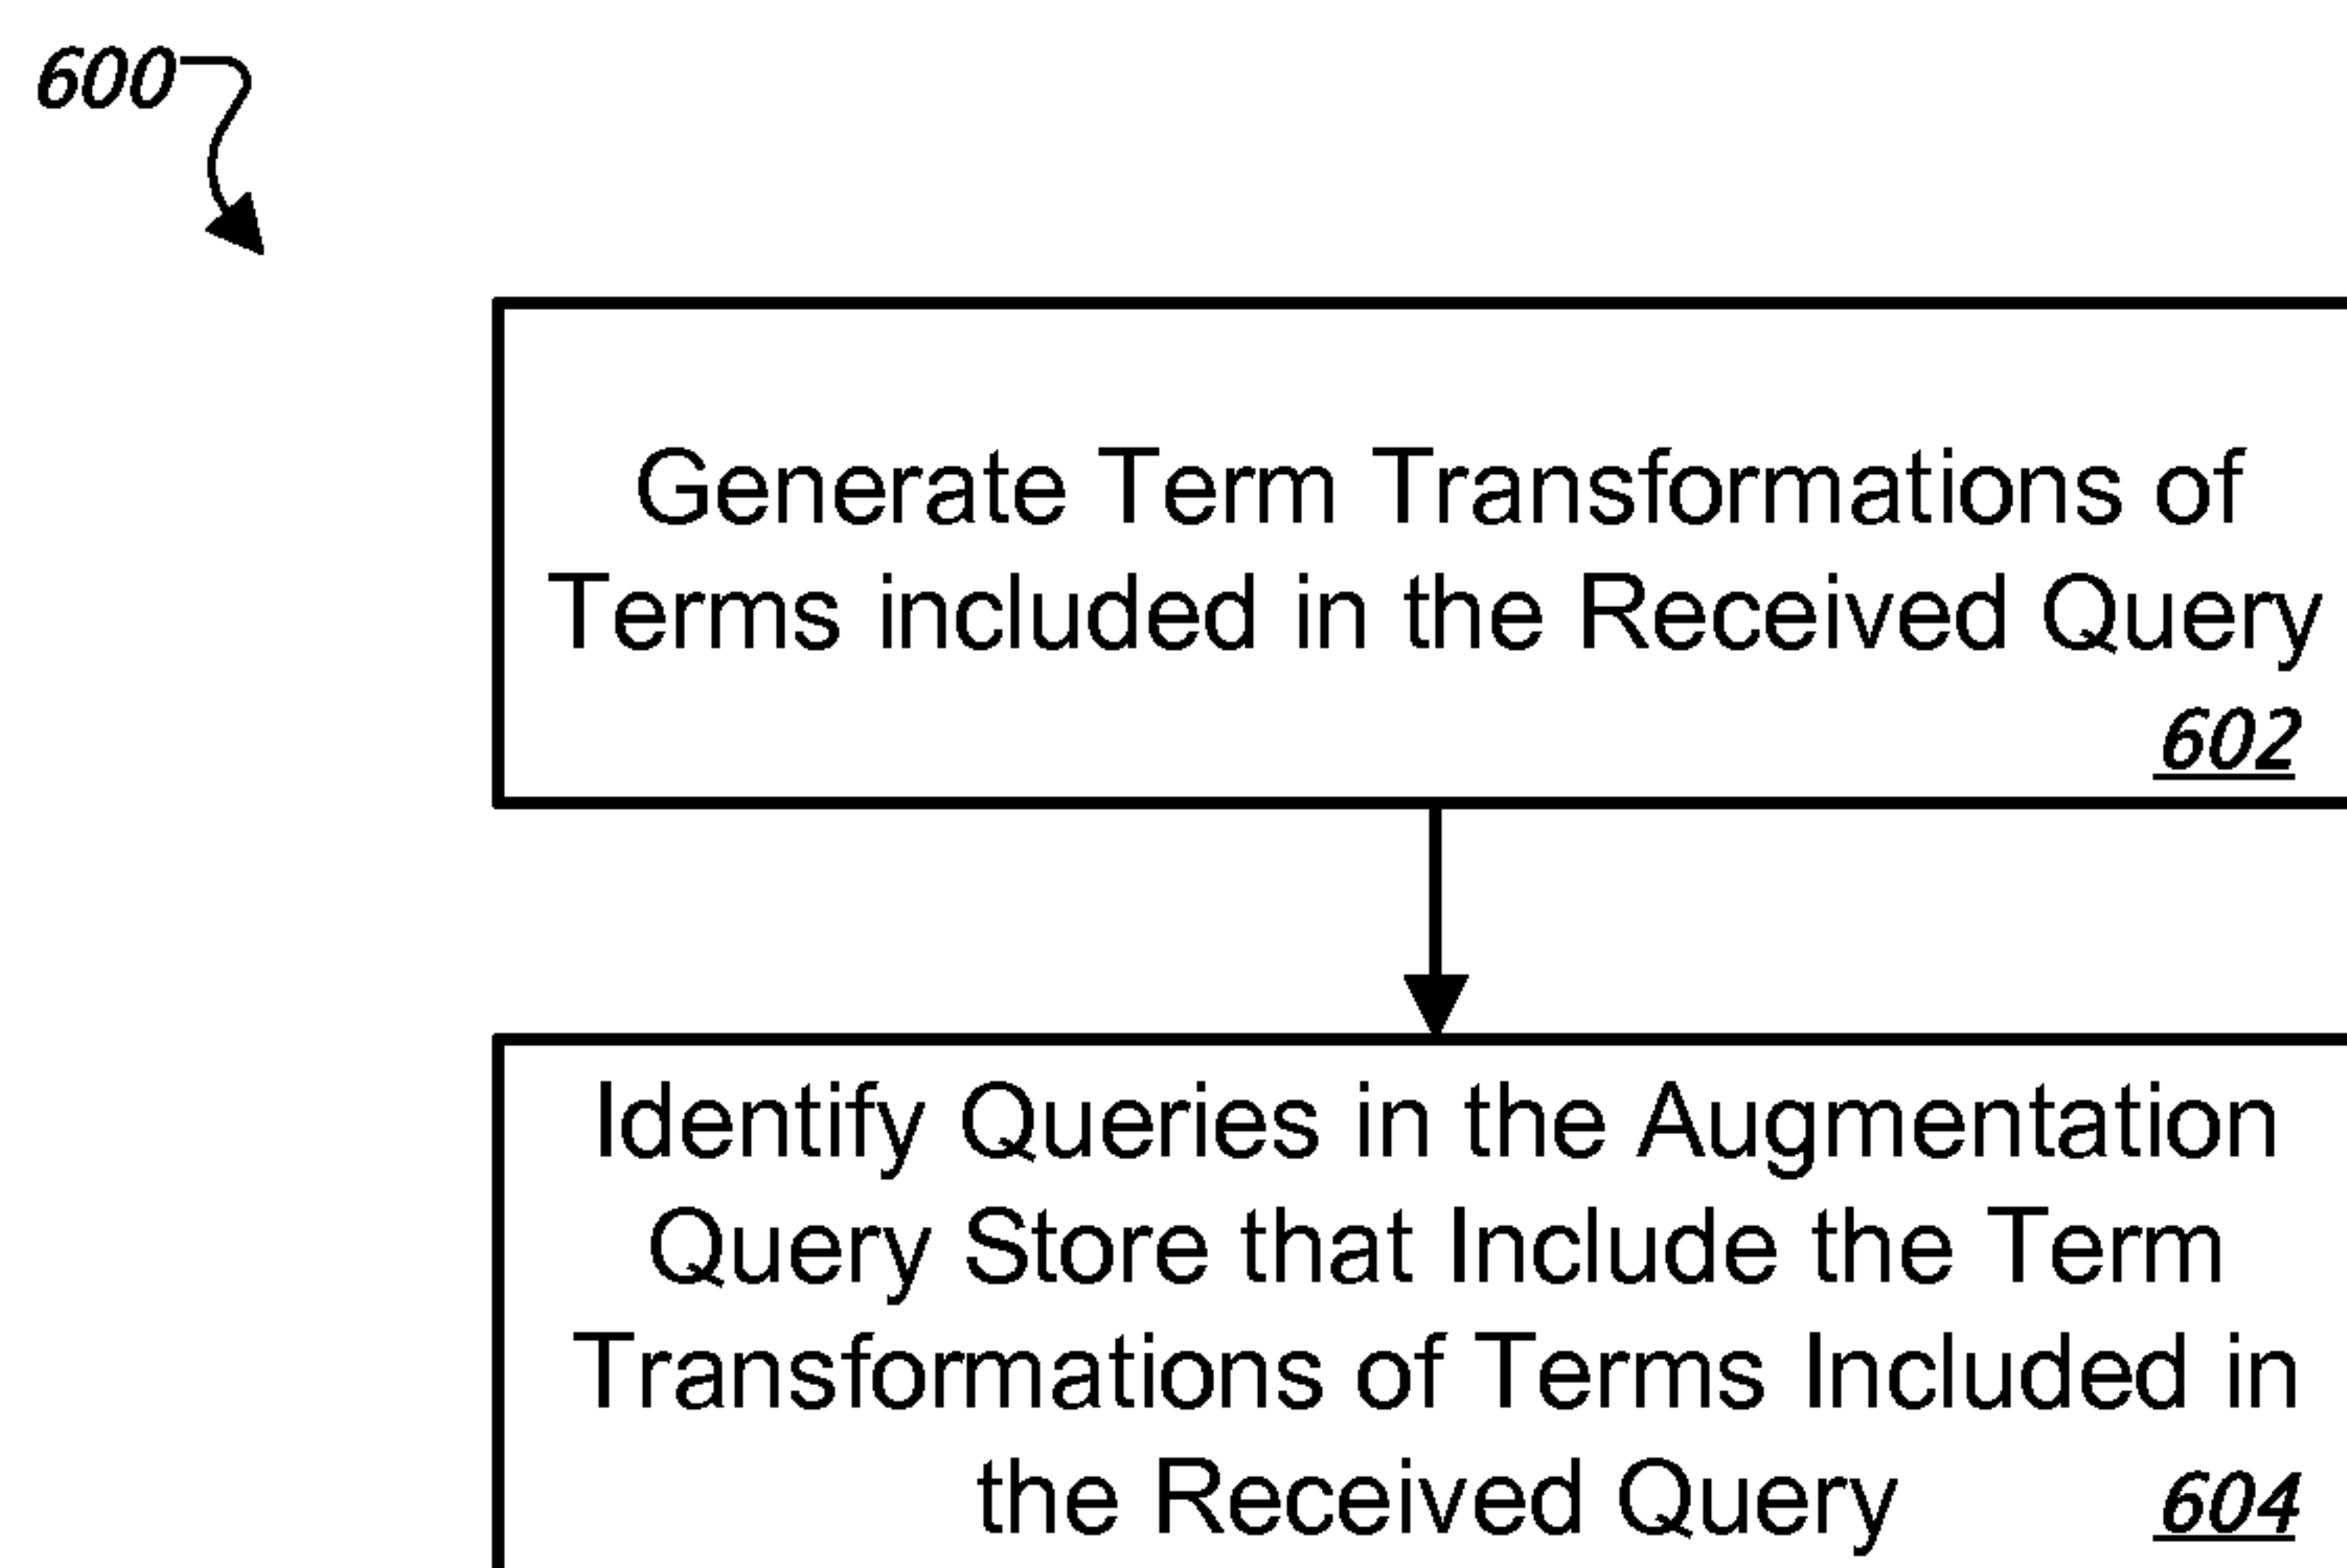 600
Generate Term Transformations of
Terms included in the Received Query
602
Identify Queries in the Augmentation
Query Store that Include the Term
Transformations of Terms Included in
the Received Query 604